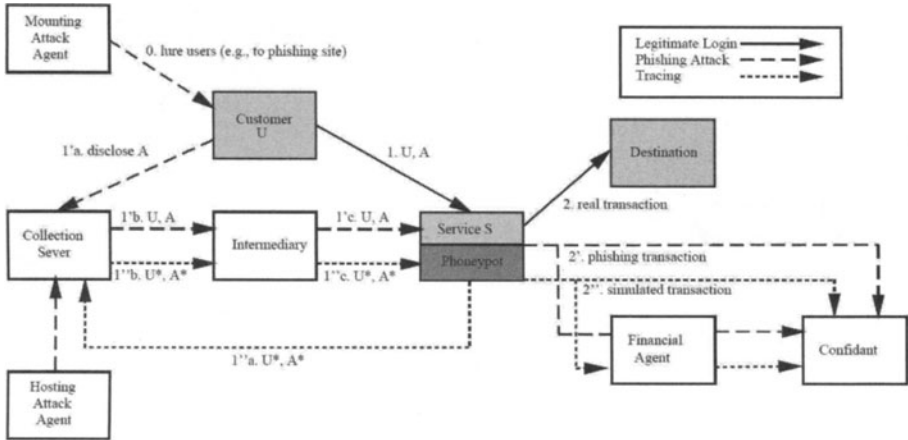 Mounting
Attack
Agent
0. lure users (e.g., to phishing site)
Legitimate Login
Phishing Attack
Tracing
Customer
U
1'a. disclose A
1. U, A
Destination
2. real transaction
Collection
Sever
1'b. U, A
1''b. U*, A*
Intermediary
1'c. U, A
1''c. U*, A*
Service S
Phoneypot
2'. phishing transaction
2''. simulated transaction
1''a. U*, A*
Financial
Agent
Confidant
Hosting
Attack
Agent